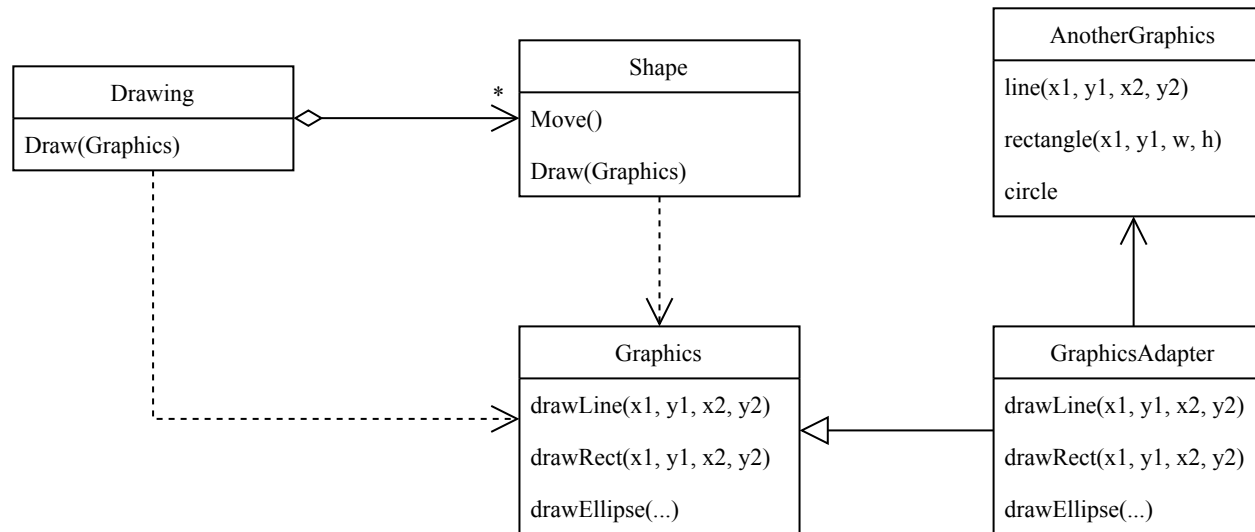 Drawing
Draw(Graphics)
*
Shape
Move()
Draw(Graphics)
AnotherGraphics
line(x1, y1, x2, y2)
rectangle(x1, y1, w, h)
circle
Graphics
drawLine(x1, y1, x2, y2)
drawRect(x1, y1, x2, y2)
drawEllipse(...)
GraphicsAdapter
drawLine(x1, y1, x2, y2)
drawRect(x1, y1, x2, y2)
drawEllipse(...)